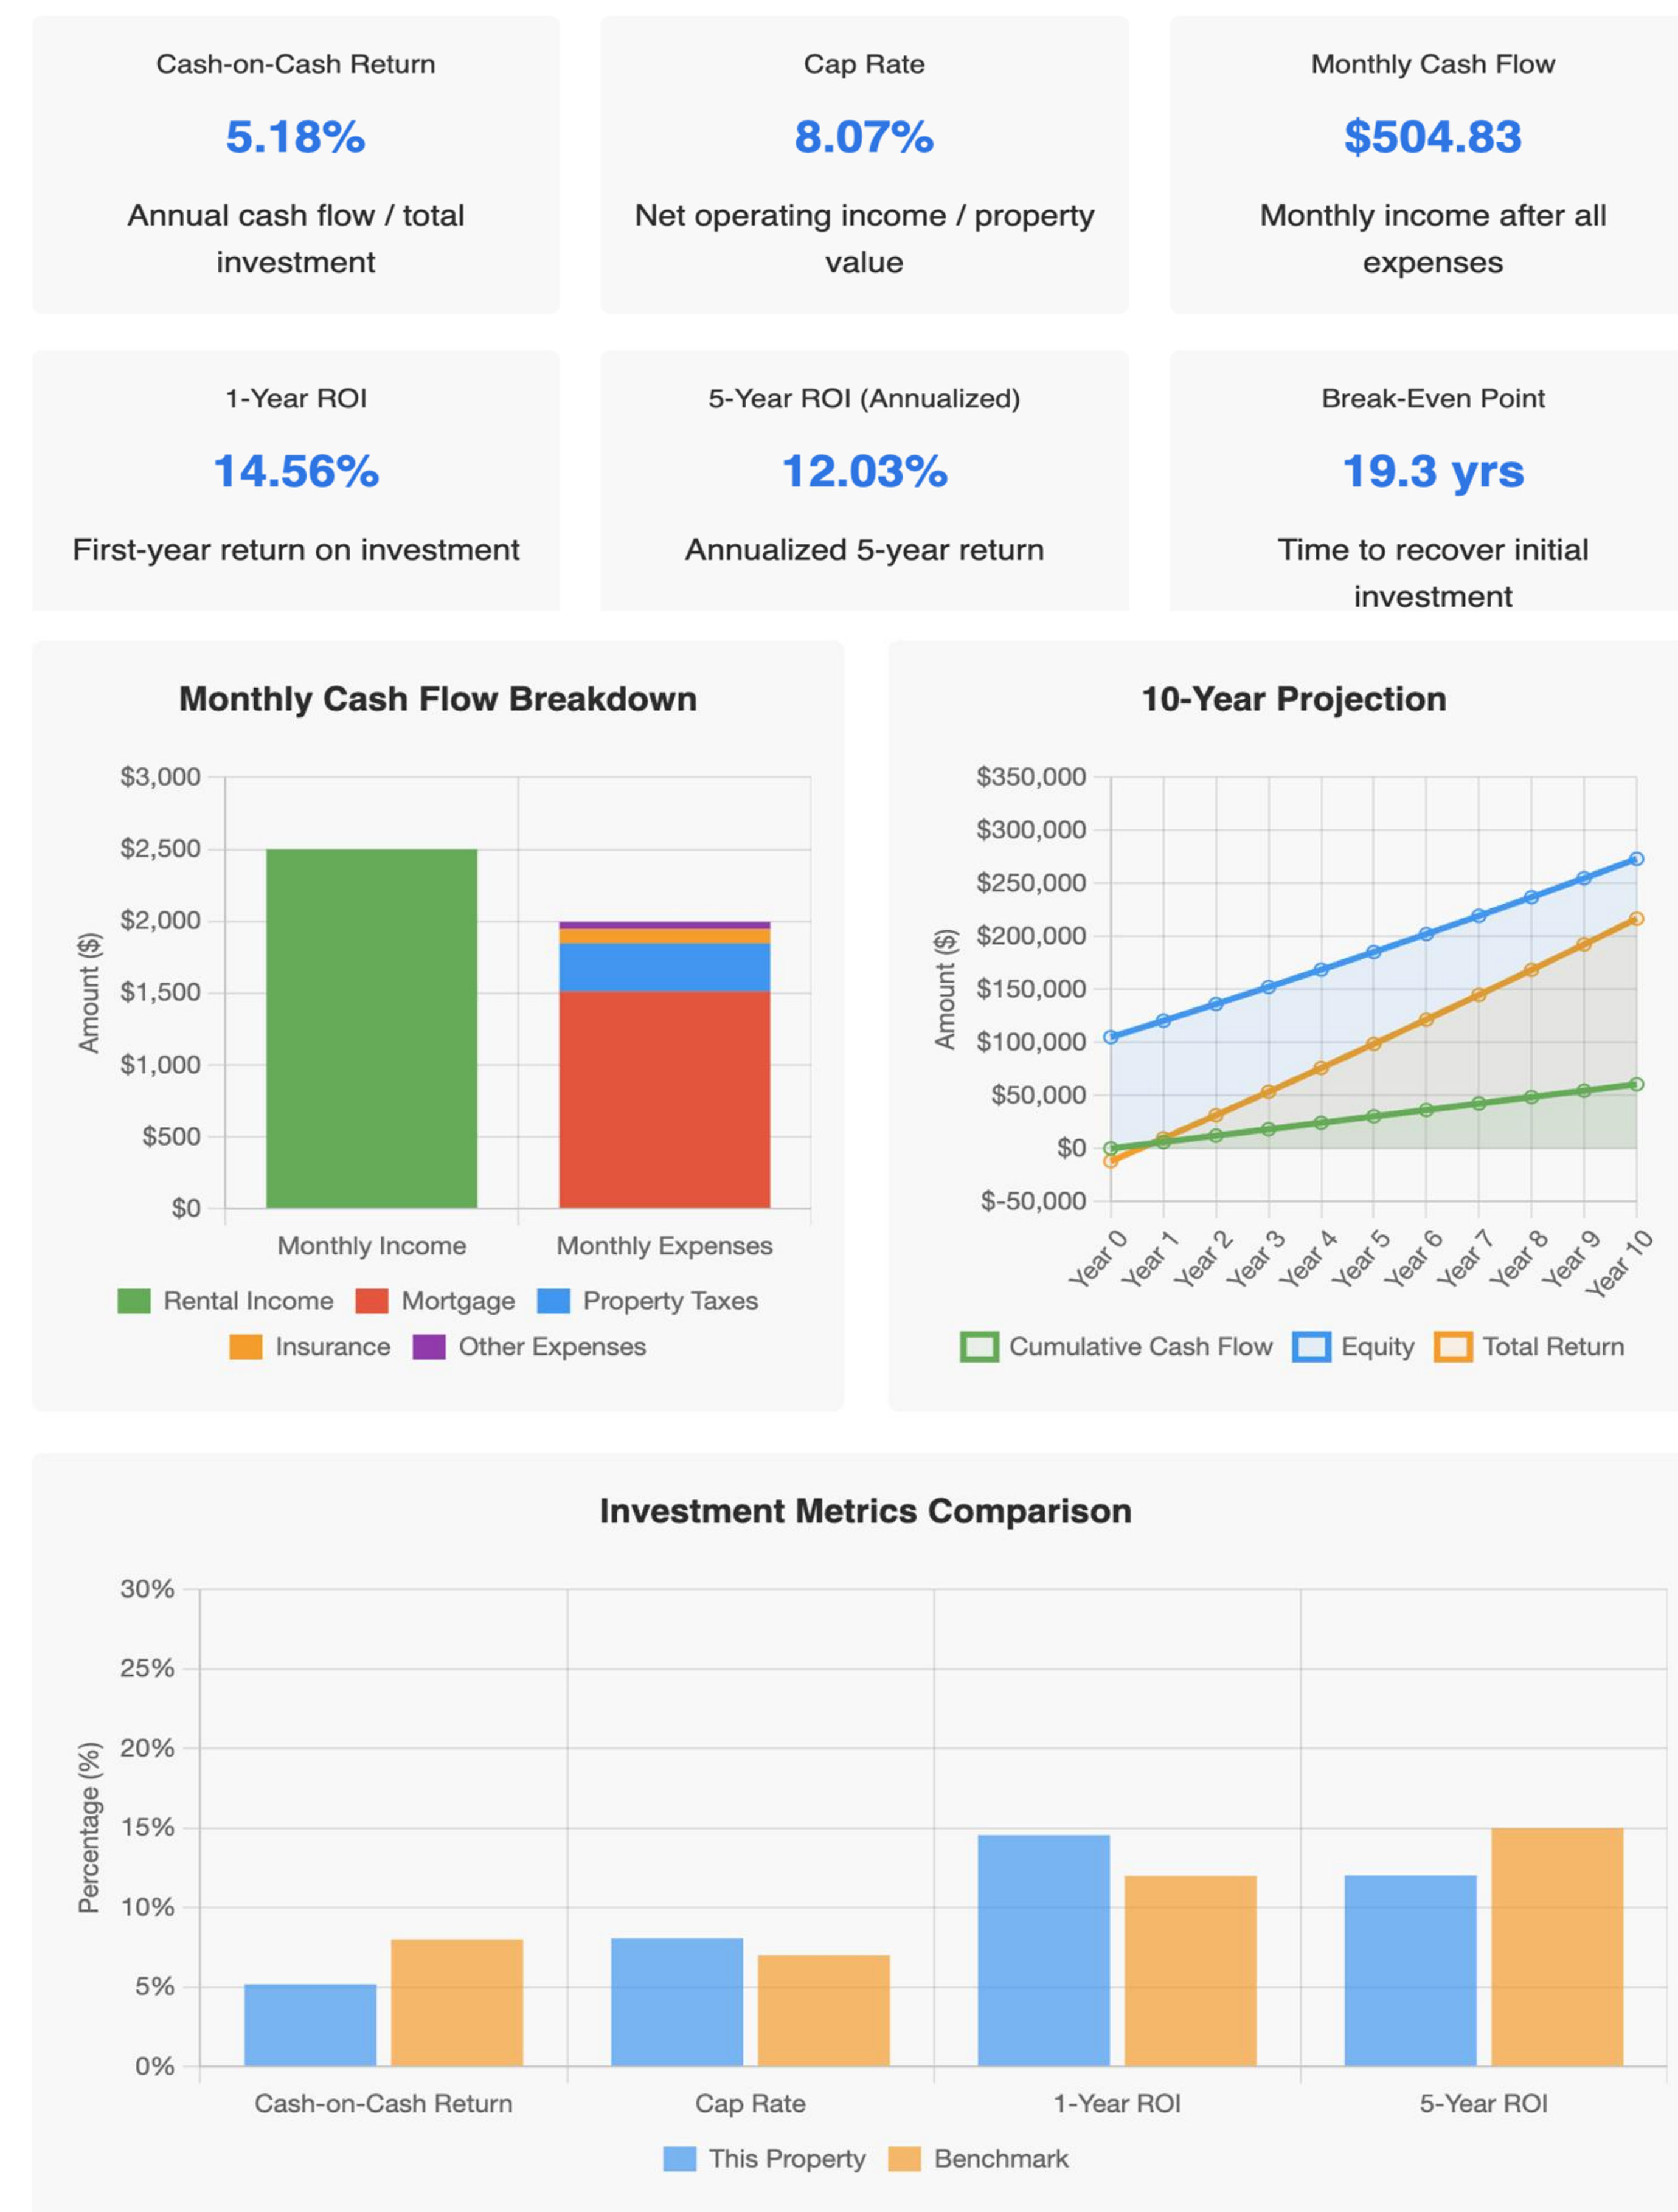 Cash-on-Cash Return
5.18%
Annual cash flow / total
investment
Cap Rate
8.07%
Net operating income / property
value
Monthly Cash Flow
$504.83
Monthly income after all
expenses
1-Year ROI
14.56%
First-year return on investment
5-Year ROI (Annualized)
12.03%
Annualized 5-year return
Break-Even Point
19.3 yrs
Time to recover initial
investment
Monthly Cash Flow Breakdown
Amount ($)
$3,000
$2,500
$2,000
$1,500
$1,000
$500
$0
Monthly Income
Monthly Expenses
Rental Income
Mortgage
Property Taxes
Insurance
Other Expenses
10-Year Projection
Amount ($)
$350,000
$300,000
$250,000
$200,000
$150,000
$100,000
$50,000
$0
$-50,000
Year 0
Year 1
Year 2
Year 3
Year 4
Year 5
Year 6
Year 7
Year 8
Year 9
Year 10
Cumulative Cash Flow
Equity
Total Return
Investment Metrics Comparison
Percentage (%)
30%
25%
20%
15%
10%
5%
0%
Cash-on-Cash Return
Cap Rate
1-Year ROI
5-Year ROI
This Property
Benchmark